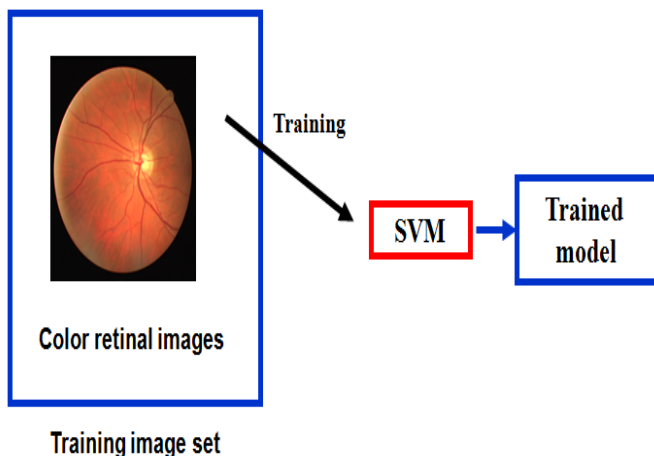 Training
SVM
Trained
model
Color retinal images
Training image set